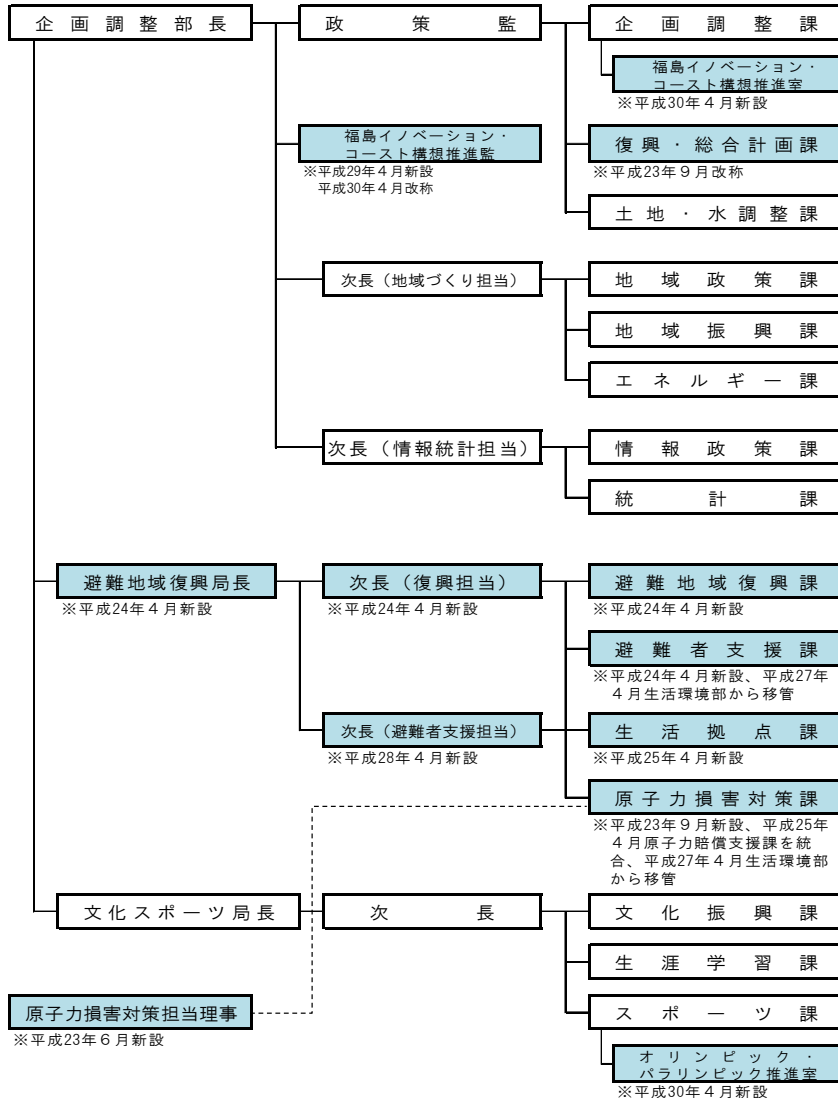 企画調整部長
政策監
企画調整課
福島イノベーション・
コースト構想推進室
※平成30年４月新設
福島イノベーション・
コースト構想推進監
※平成29年４月新設
平成30年４月改称
復興・総合計画課
※平成23年９月改称
土地・水調整課
次長（地域づくり担当）
地域政策課
地域振興課
エネルギー課
次長（情報統計担当）
情報政策課
統計課
避難地域復興局長
※平成24年４月新設
次長（復興担当）
※平成24年４月新設
避難地域復興課
※平成24年４月新設
避難者支援課
※平成24年４月新設、平成27年
４月生活環境部から移管
次長（避難者支援担当）
※平成28年４月新設
生活拠点課
※平成25年４月新設
原子力損害対策課
※平成23年９月新設、平成25年
４月原子力賠償支援課を統
合、平成27年４月生活環境部
から移管
文化スポーツ局長
次長
文化振興課
生涯学習課
スポーツ課
原子力損害対策担当理事
※平成23年６月新設
オリンピック・
パラリンピック推進室
※平成30年４月新設